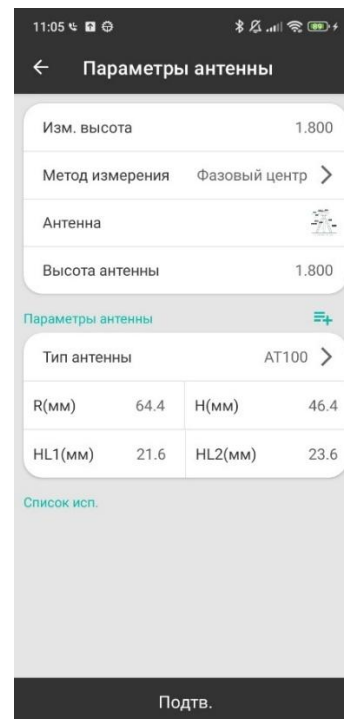 11:05
Параметры антенны
Изм. высота 1.800
Метод измерения Фазовый центр
Антенна
Высота антенны 1.800
Параметры антенны
Тип антенны AT100
R(мм) 64.4 H(мм) 46.4
HL1(мм) 21.6 HL2(мм) 23.6
Список исп.
Подтв.